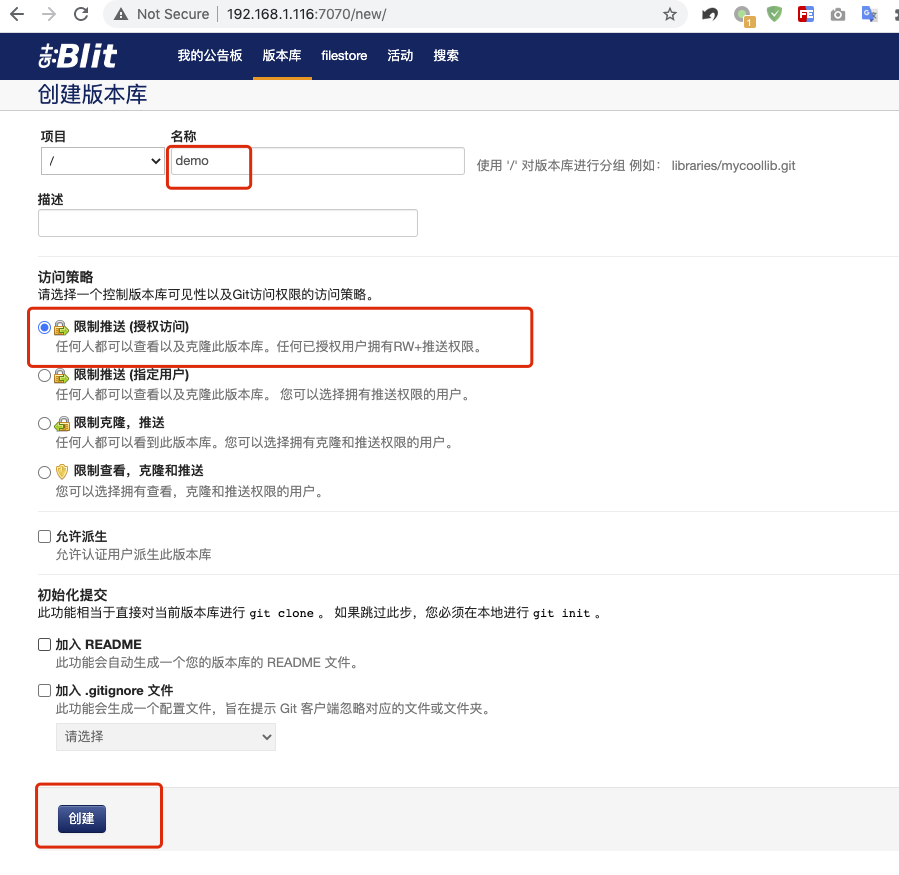 Not Secure
192.168.1.116:7070/new/
1
FE
GitBlit
我的公告板 版本库 filestore 活动 搜索
创建版本库
项目 名称
/ demo 使用 '/' 对版本库进行分组 例如： libraries/mycoollib.git
描述
访问策略
请选择一个控制版本库可见性以及Git访问权限的访问策略。
限制推送 (授权访问)
任何人都可以查看以及克隆此版本库。任何已授权用户拥有RW+推送权限。
限制推送 (指定用户)
任何人都可以查看以及克隆此版本库。 您可以选择拥有推送权限的用户。
限制克隆，推送
任何人都可以看到此版本库。您可以选择拥有克隆和推送权限的用户。
限制查看，克隆和推送
您可以选择拥有查看，克隆和推送权限的用户。
允许派生
允许认证用户派生此版本库
初始化提交
此功能相当于直接对当前版本库进行 git clone 。 如果跳过此步，您必须在本地进行 git init 。
加入 README
此功能会自动生成一个您的版本库的 README 文件。
加入 .gitignore 文件
此功能会生成一个配置文件，旨在提示 Git 客户端忽略对应的文件或文件夹。
请选择
创建